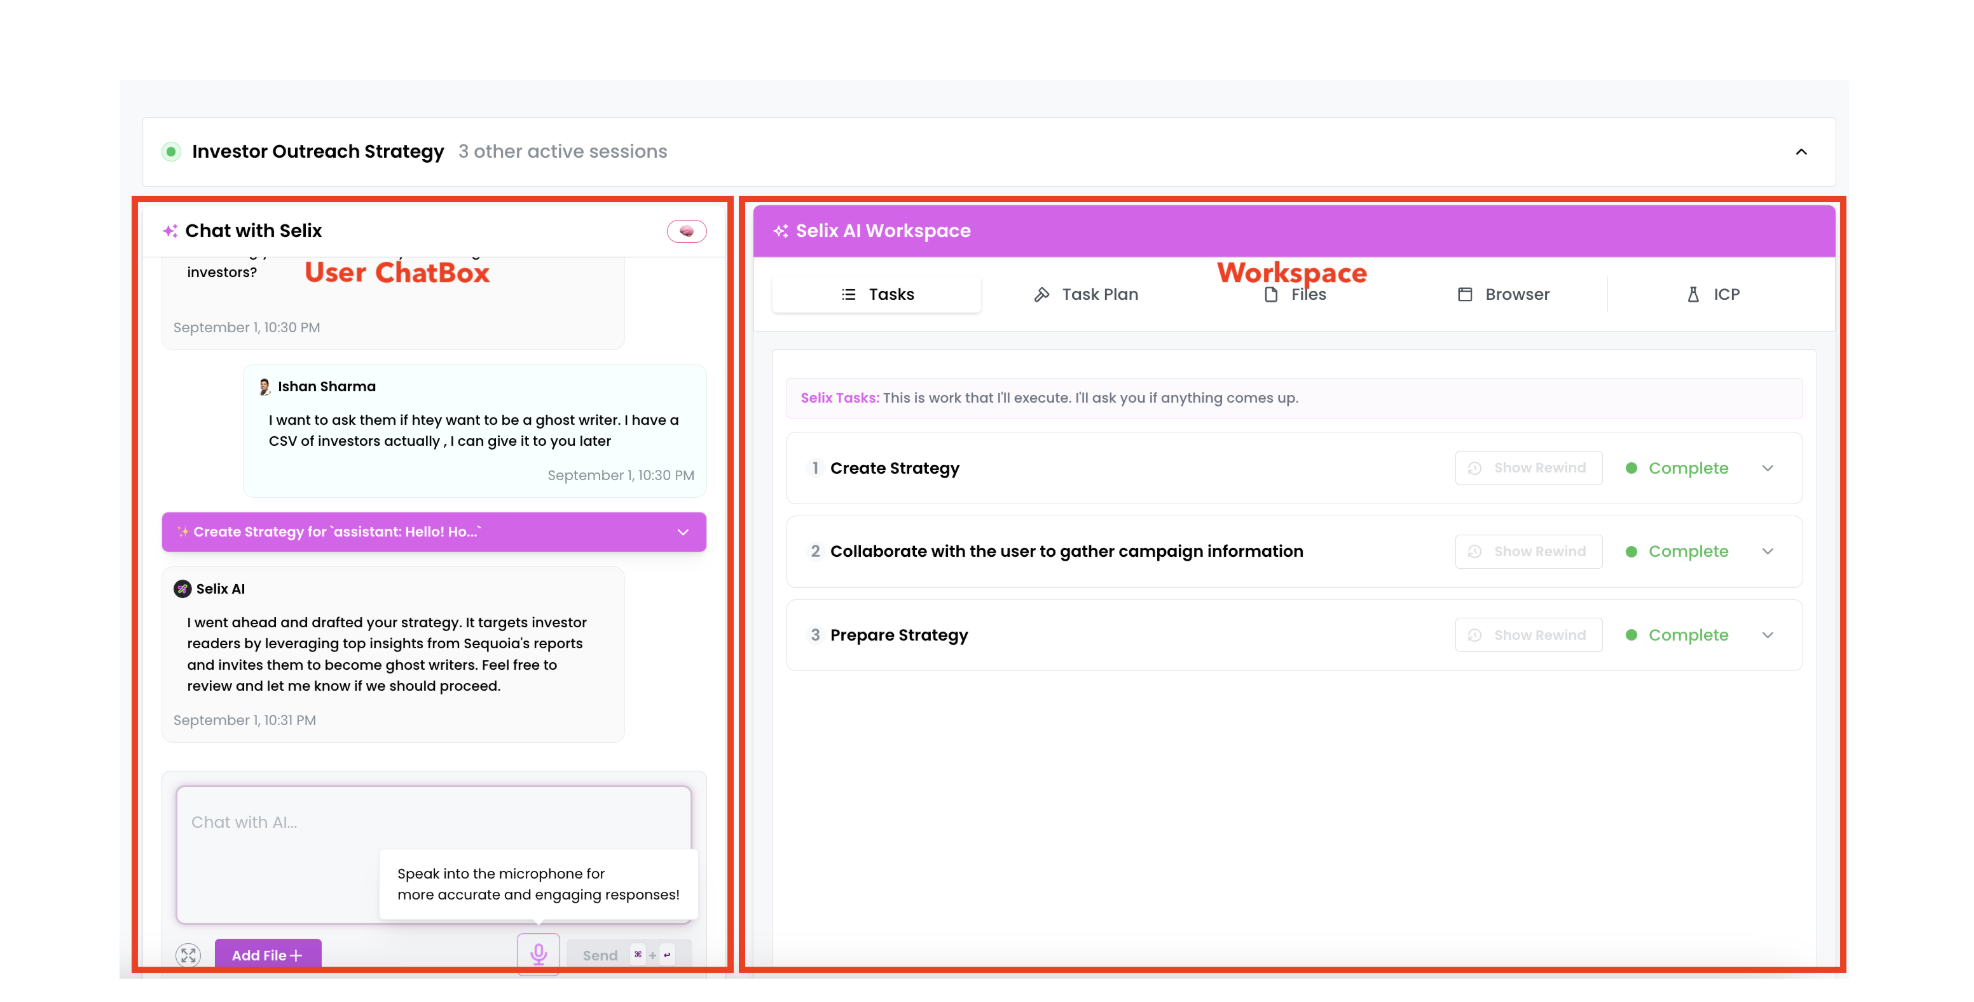 Investor Outreach Strategy 3 other active sessions
Chat with Selix
investors?
User ChatBox
September 1, 10:30 PM
Ishan Sharma
I want to ask them if htey want to be a ghost writer. I have a
CSV of investors actually , I can give it to you later
September 1, 10:30 PM
✨ Create Strategy for `assistant: Hello! Ho...`
Selix AI
I went ahead and drafted your strategy. It targets investor
readers by leveraging top insights from Sequoia's reports
and invites them to become ghost writers. Feel free to
review and let me know if we should proceed.
September 1, 10:31 PM
Chat with AI...
Speak into the microphone for
more accurate and engaging responses!
Add File +
Send ⌘ + ↩
Selix AI Workspace
Workspace
Tasks
Task Plan
Files
Browser
ICP
Selix Tasks: This is work that I'll execute. I'll ask you if anything comes up.
1 Create Strategy Show Rewind Complete
2 Collaborate with the user to gather campaign information Show Rewind Complete
3 Prepare Strategy Show Rewind Complete